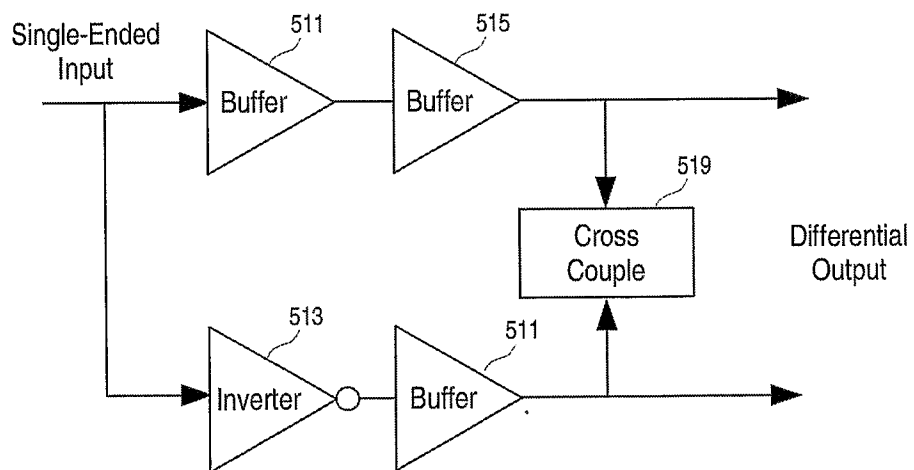 Single-Ended
Input
511
Buffer
515
Buffer
519
Cross
Couple
Differential
Output
513
Inverter
511
Buffer